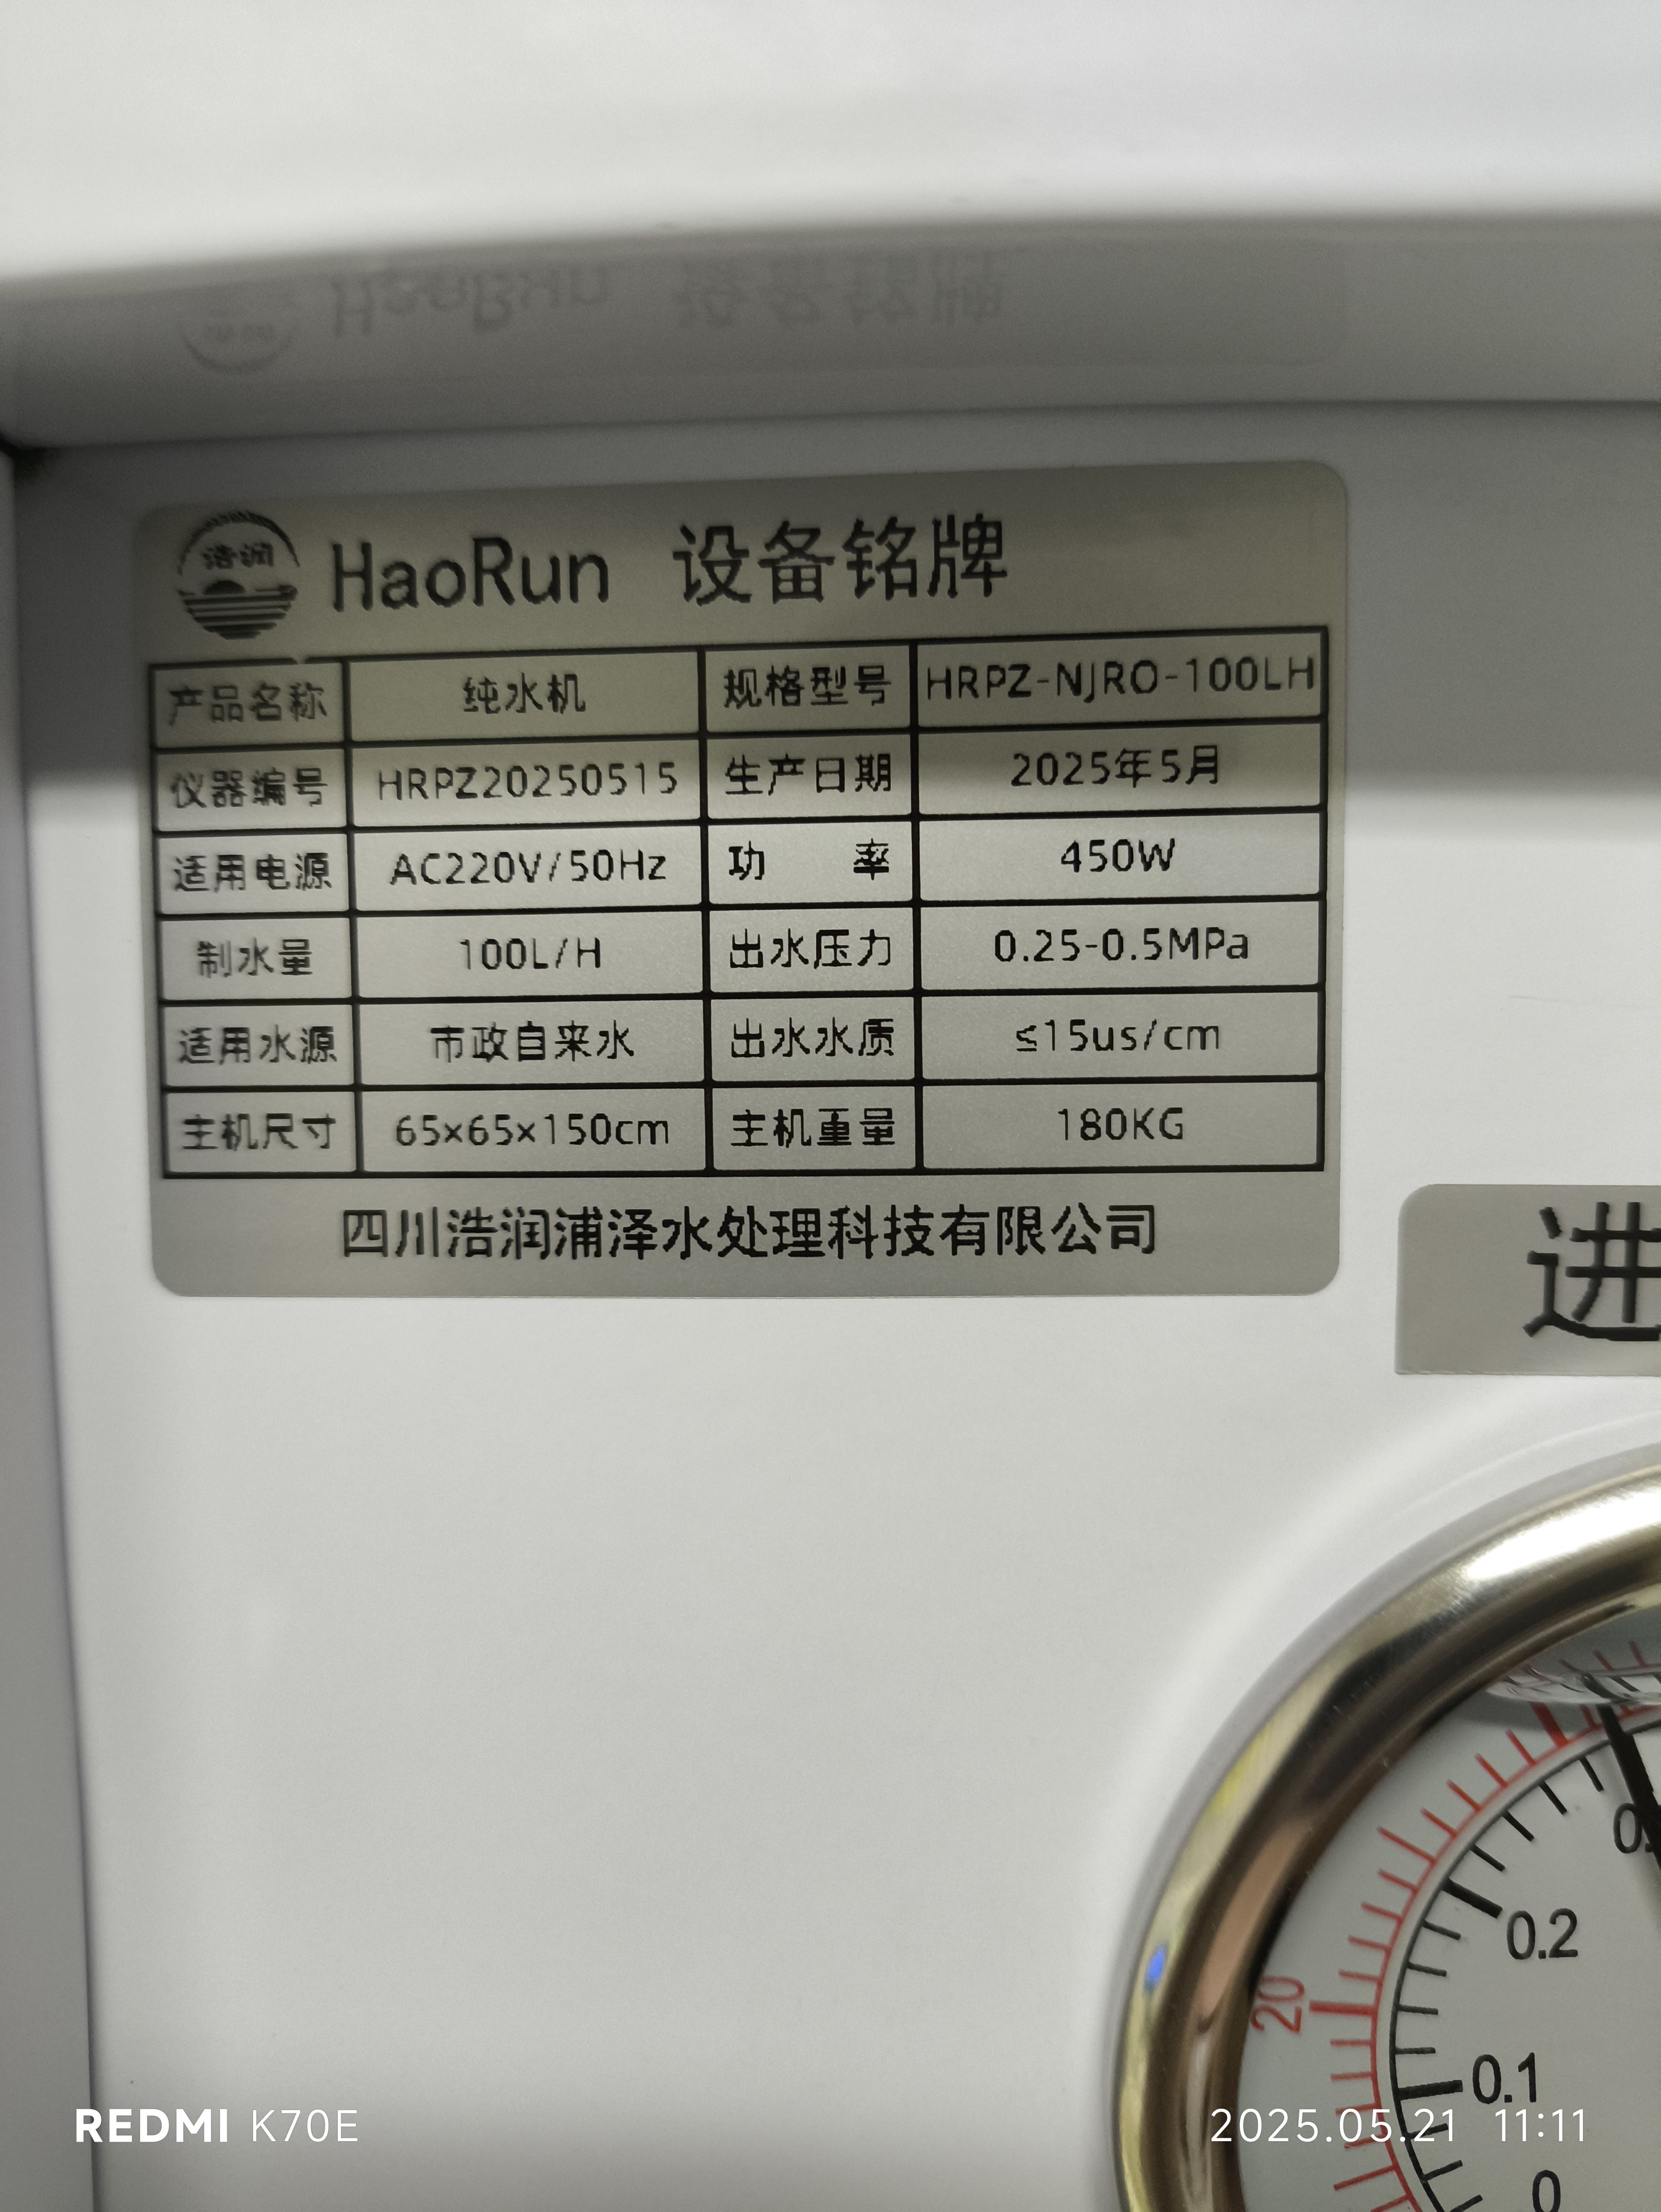 浩润
HaoRun 设备铭牌
产品名称 纯水机 规格型号 HRPZ-NJRO-100LH
仪器编号 HRPZ20250515 生产日期 2025年5月
适用电源 AC220V/50Hz 功 率 450W
制水量 100L/H 出水压力 0.25-0.5MPa
适用水源 市政自来水 出水水质 ≤15us/cm
主机尺寸 65×65×150cm 主机重量 180KG
四川浩润浦泽水处理科技有限公司
进
0.2
20
0.1
0
REDMI K70E
2025.05.21 11:11